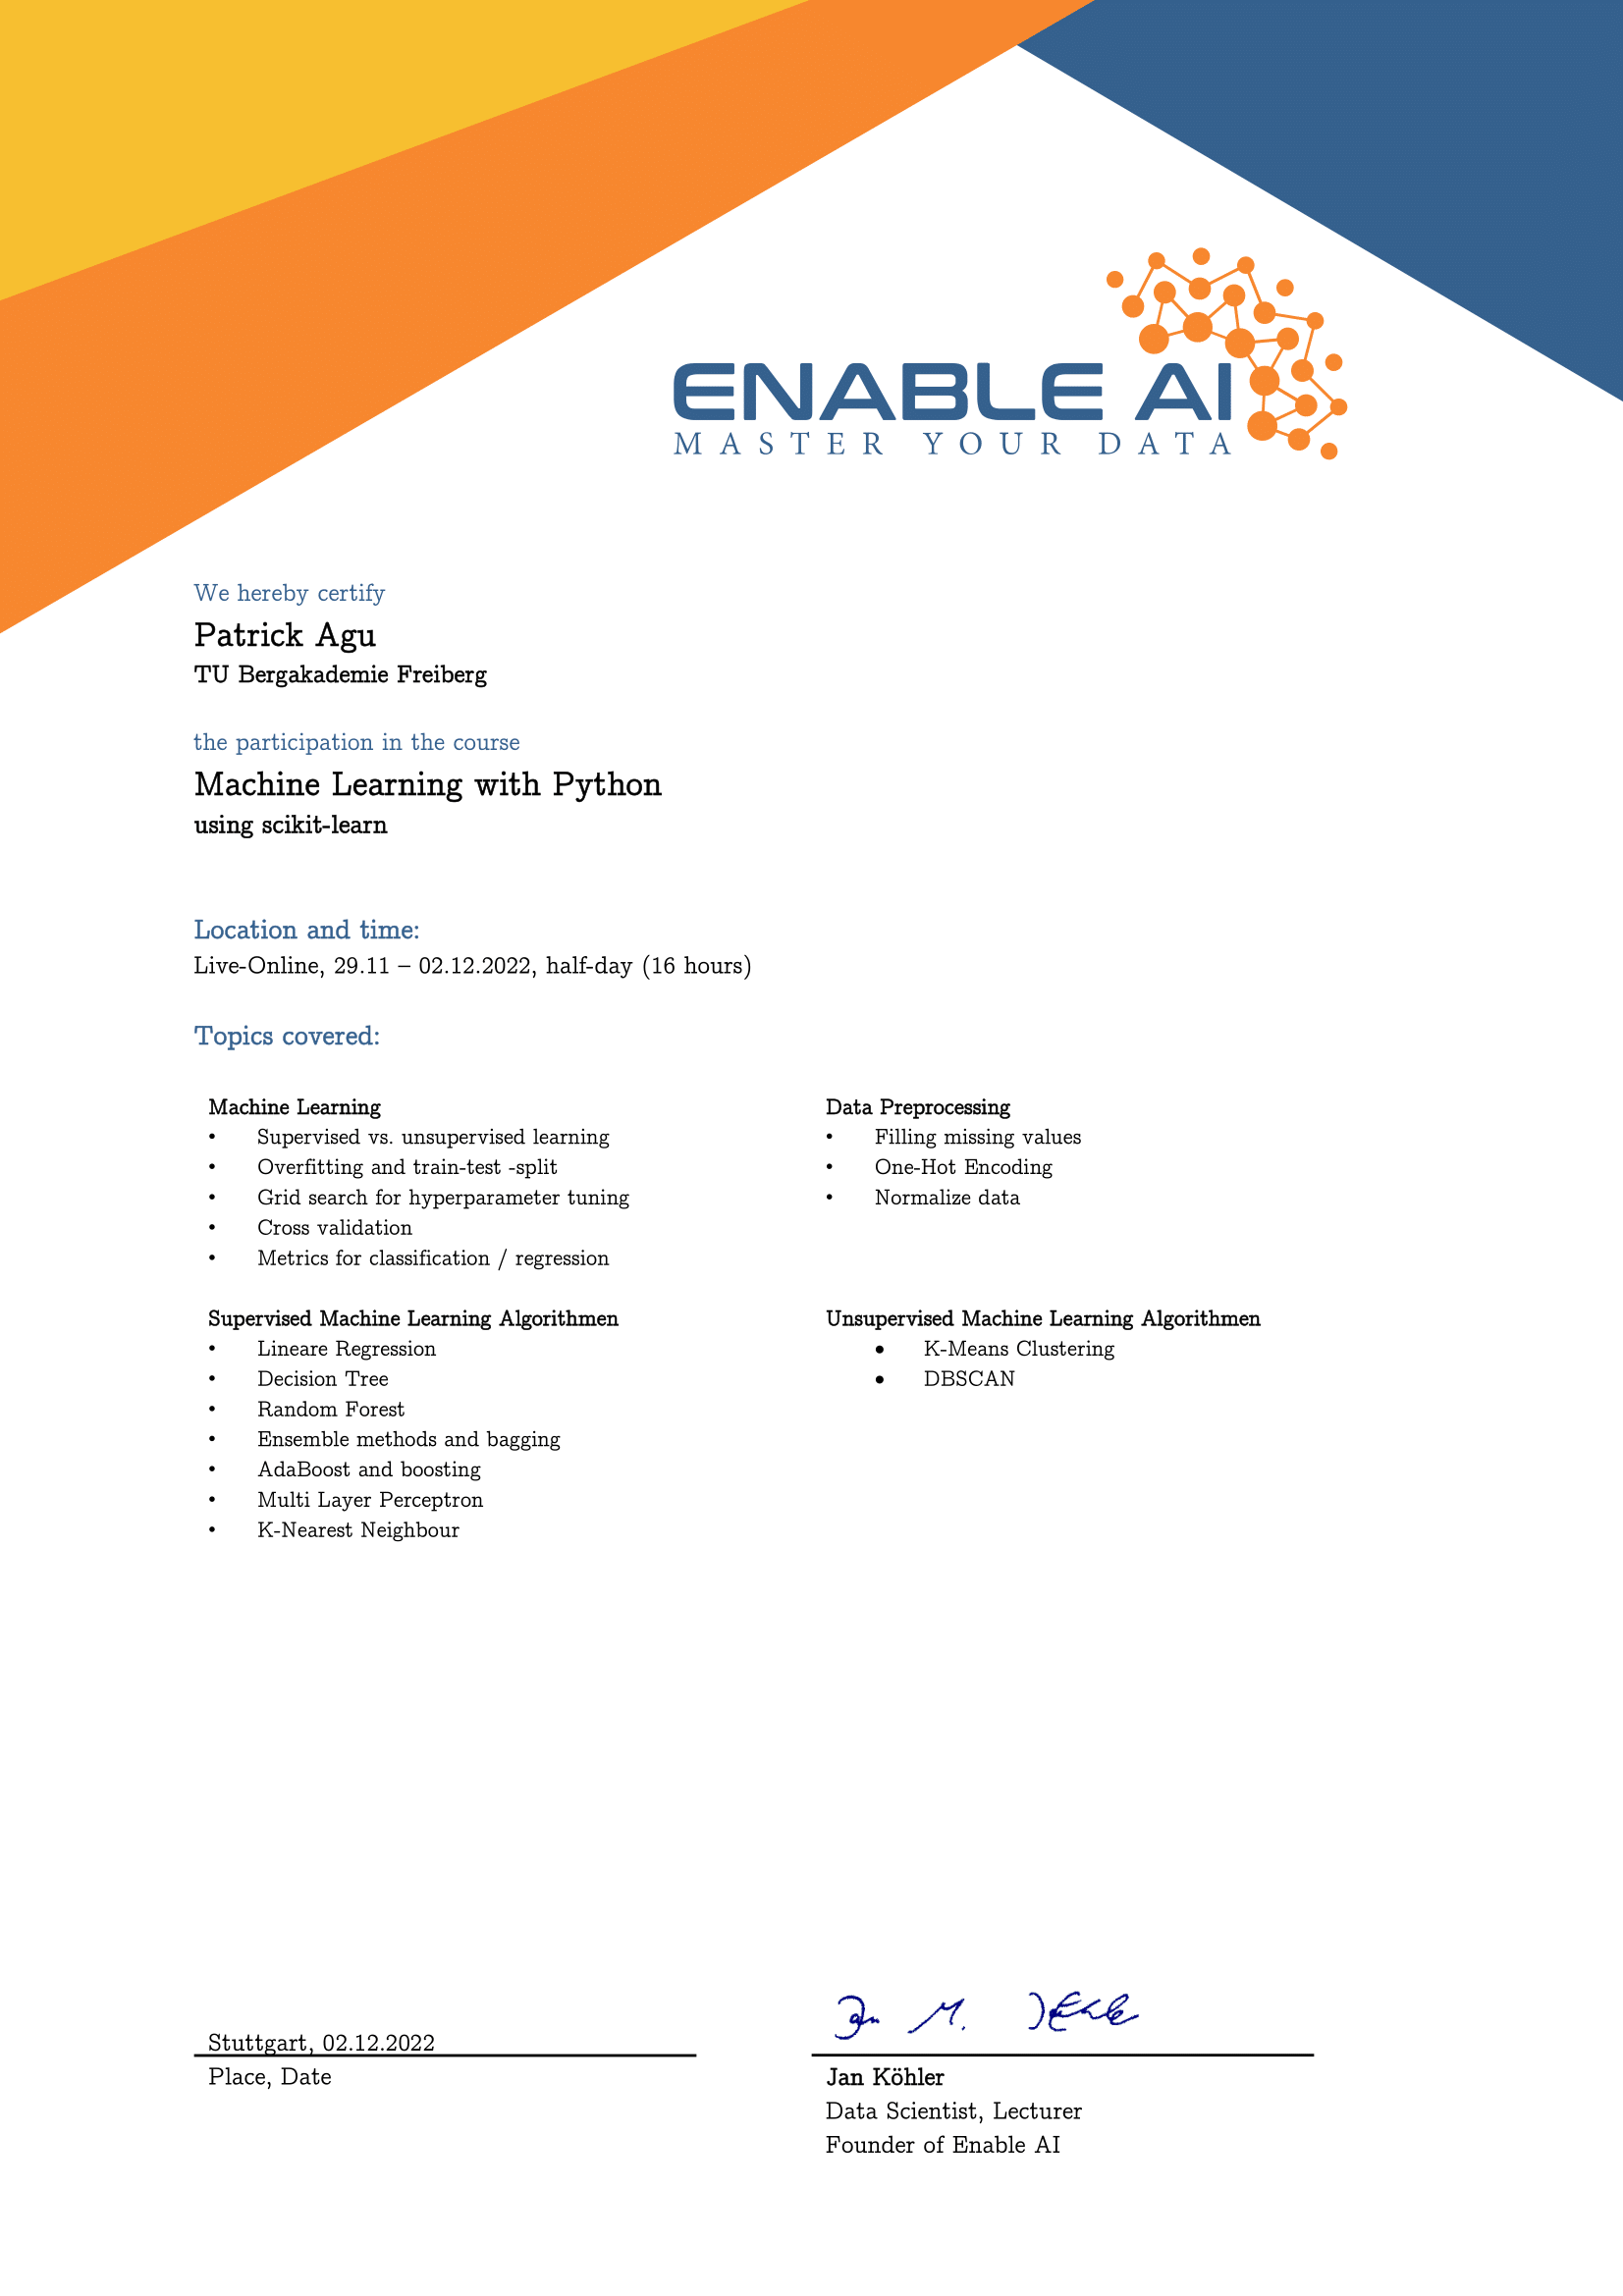 ENABLE AI
MASTER YOUR DATA
We hereby certify
Patrick Agu
TU Bergakademie Freiberg
the participation in the course
Machine Learning with Python
using scikit-learn
Location and time:
Live-Online, 29.11 – 02.12.2022, half-day (16 hours)
Topics covered:
Machine Learning
• Supervised vs. unsupervised learning
• Overfitting and train-test -split
• Grid search for hyperparameter tuning
• Cross validation
• Metrics for classification / regression
Data Preprocessing
• Filling missing values
• One-Hot Encoding
• Normalize data
Supervised Machine Learning Algorithmen
• Lineare Regression
• Decision Tree
• Random Forest
• Ensemble methods and bagging
• AdaBoost and boosting
• Multi Layer Perceptron
• K-Nearest Neighbour
Unsupervised Machine Learning Algorithmen
• K-Means Clustering
• DBSCAN
Stuttgart, 02.12.2022
Place, Date
Jan M. Köhler
Jan Köhler
Data Scientist, Lecturer
Founder of Enable AI